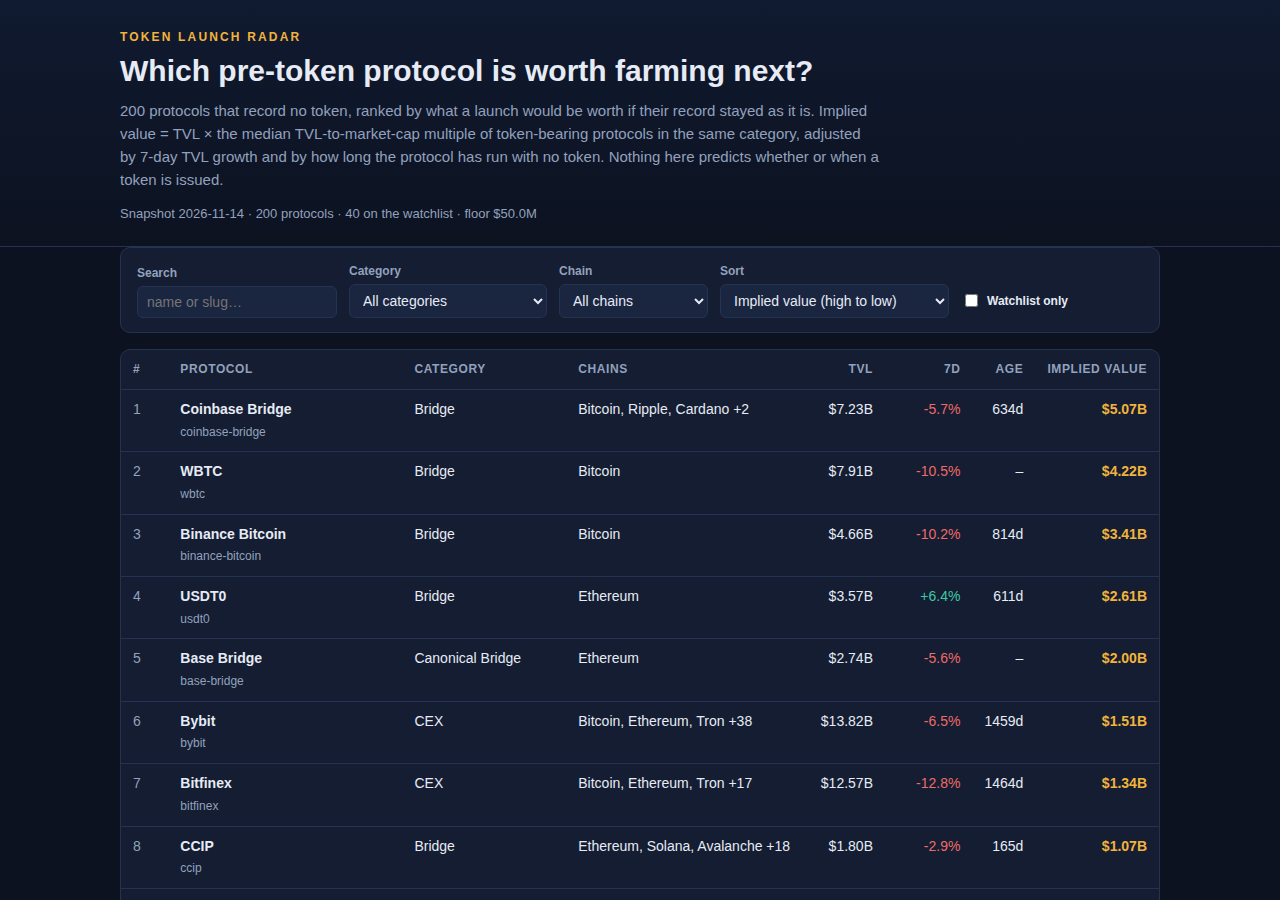 TOKEN LAUNCH RADAR
Which pre-token protocol is worth farming next?
200 protocols that record no token, ranked by what a launch would be worth if their record stayed as it is. Implied
value = TVL × the median TVL-to-market-cap multiple of token-bearing protocols in the same category, adjusted
by 7-day TVL growth and by how long the protocol has run with no token. Nothing here predicts whether or when a
token is issued.
Snapshot 2026-11-14 · 200 protocols · 40 on the watchlist · floor $50.0M
Search Category Chain Sort
name or slug… All categories All chains Implied value (high to low) Watchlist only
# PROTOCOL CATEGORY CHAINS TVL 7D AGE IMPLIED VALUE
1 Coinbase Bridge Bridge Bitcoin, Ripple, Cardano +2 $7.23B -5.7% 634d $5.07B
coinbase-bridge
2 WBTC Bridge Bitcoin $7.91B -10.5% – $4.22B
wbtc
3 Binance Bitcoin Bridge Bitcoin $4.66B -10.2% 814d $3.41B
binance-bitcoin
4 USDT0 Bridge Ethereum $3.57B +6.4% 611d $2.61B
usdt0
5 Base Bridge Canonical Bridge Ethereum $2.74B -5.6% – $2.00B
base-bridge
6 Bybit CEX Bitcoin, Ethereum, Tron +38 $13.82B -6.5% 1459d $1.51B
bybit
7 Bitfinex CEX Bitcoin, Ethereum, Tron +17 $12.57B -12.8% 1464d $1.34B
bitfinex
8 CCIP Bridge Ethereum, Solana, Avalanche +18 $1.80B -2.9% 165d $1.07B
ccip